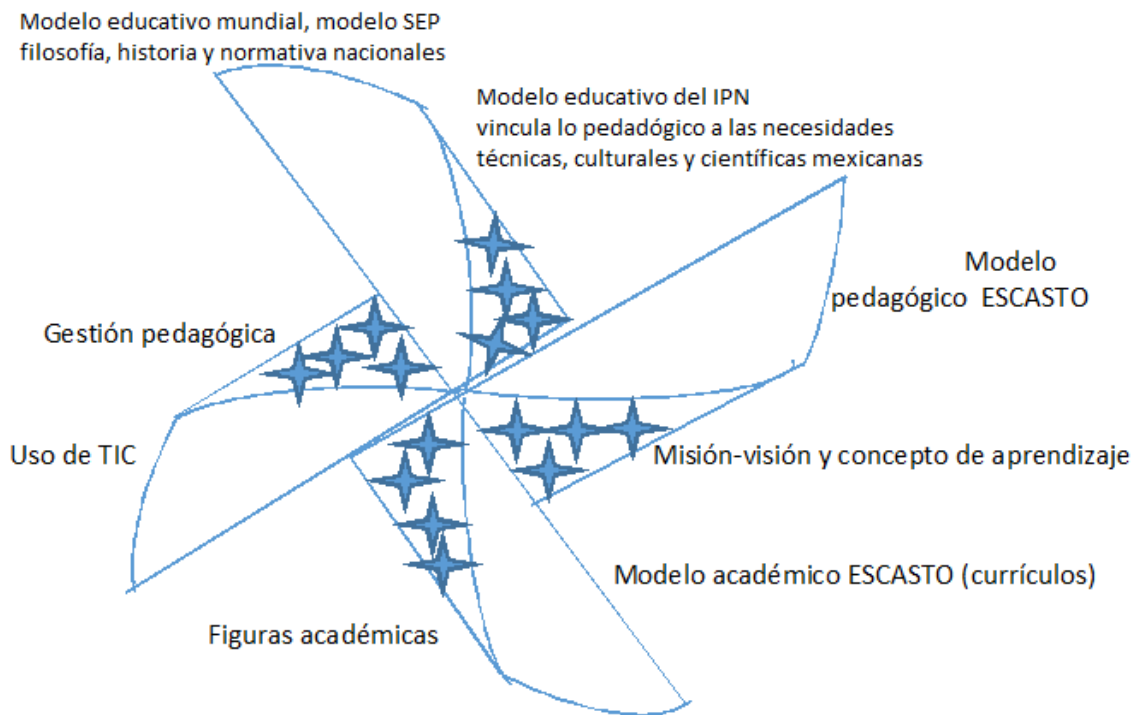 Modelo educativo mundial, modelo SEP
filosofía, historia y normativa nacionales
Modelo educativo del IPN
vincula lo pedadógico a las necesidades
técnicas, culturales y científicas mexicanas
Modelo
pedagógico ESCASTO
Gestión pedagógica
Uso de TIC
Misión-visión y concepto de aprendizaje
Modelo académico ESCASTO (currículos)
Figuras académicas